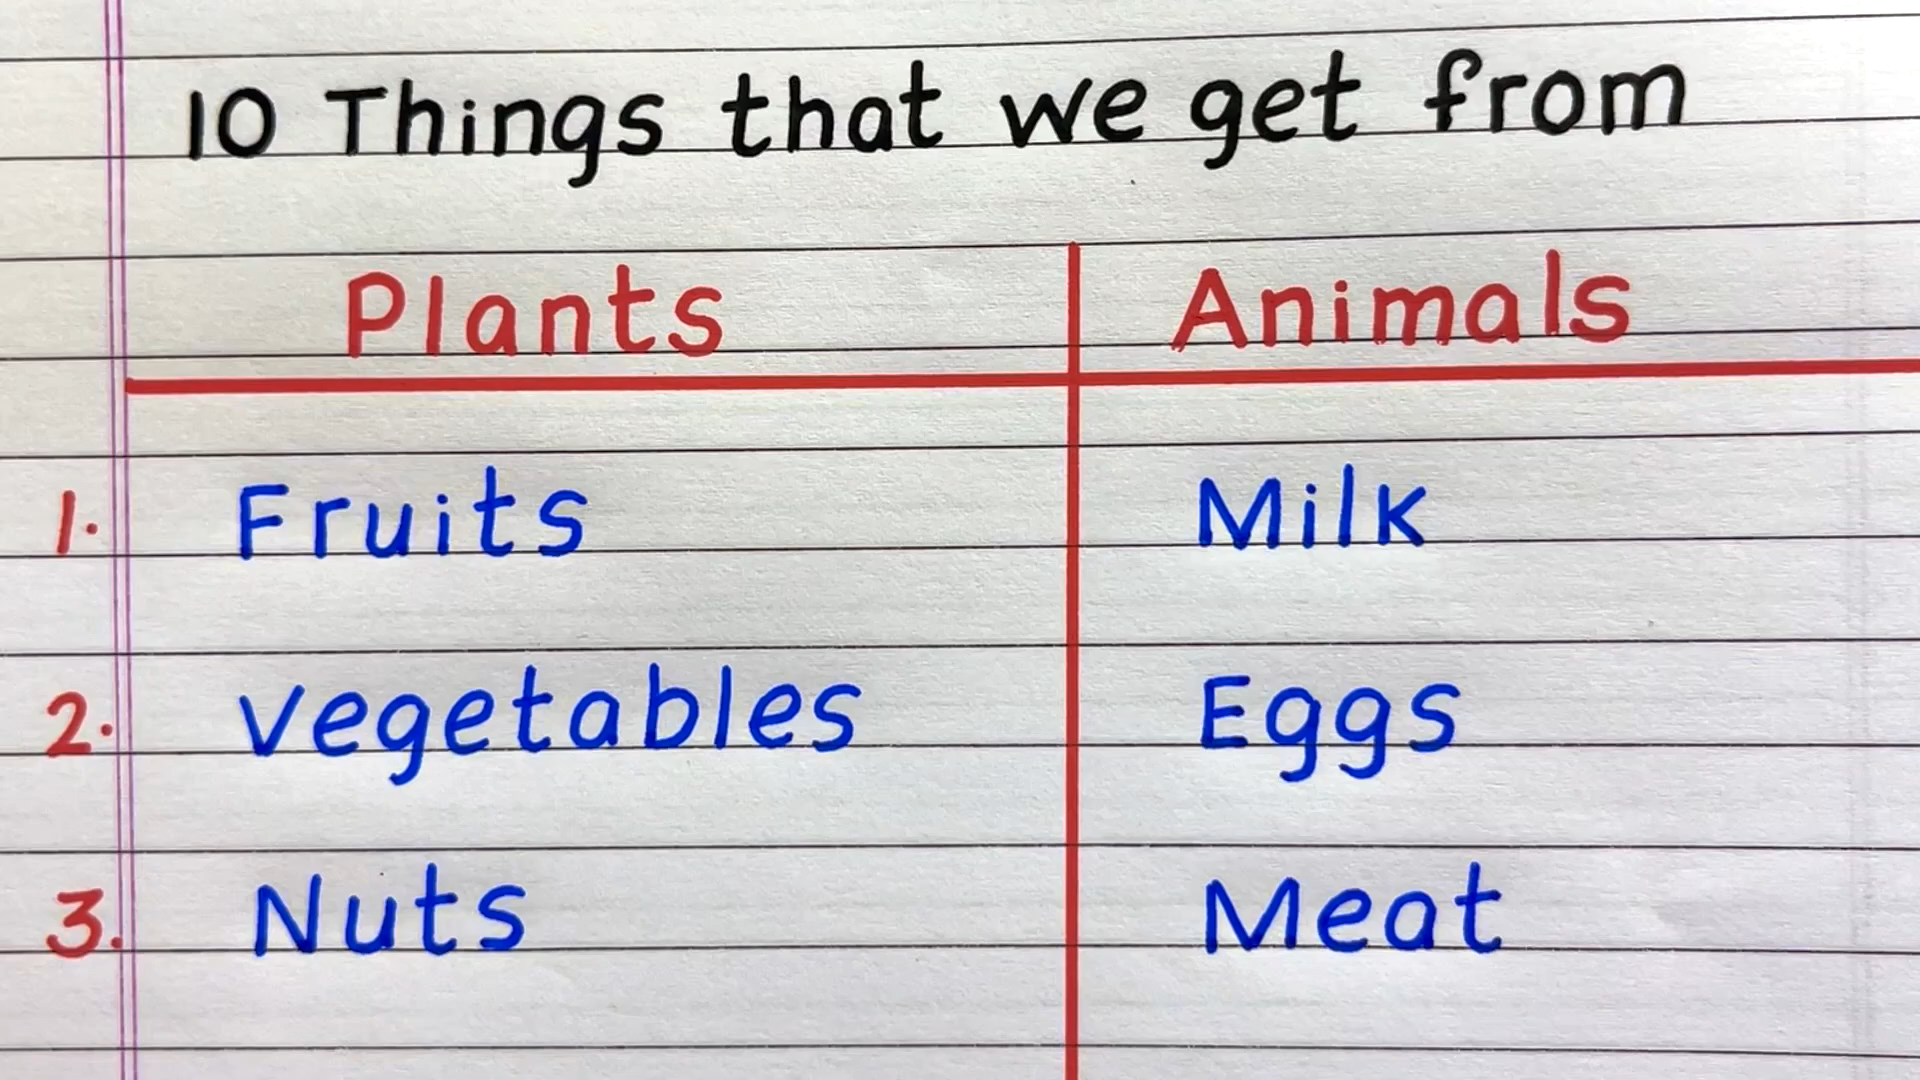 10 Things that we get from
Plants Animals
1. Fruits Milk
2. vegetables Eggs
3. Nuts Meat